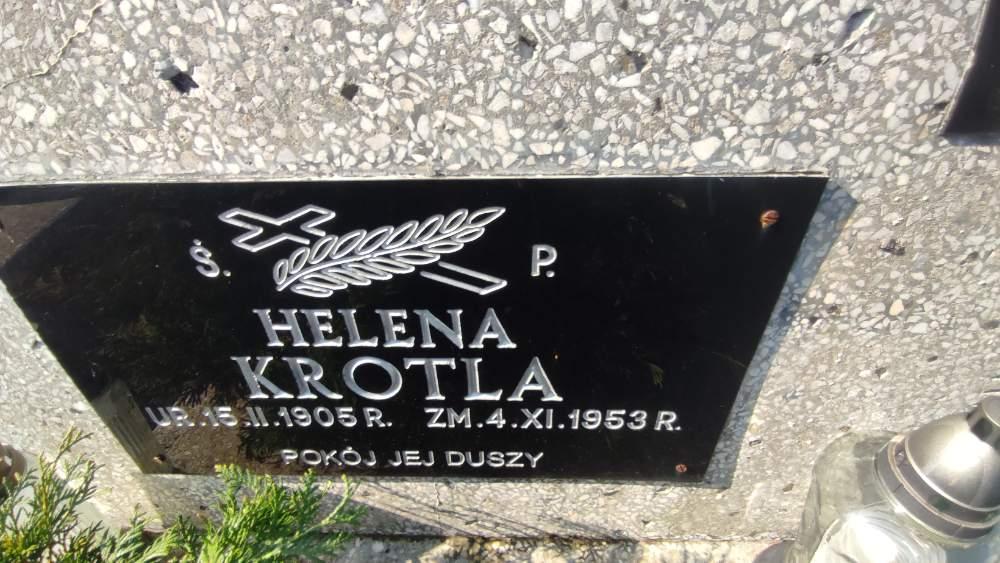 Ś. P.
HELENA
KROTLA
UR.15.II.1905 R. ZM.4.XI.1953 R.
POKÓJ JEJ DUSZY